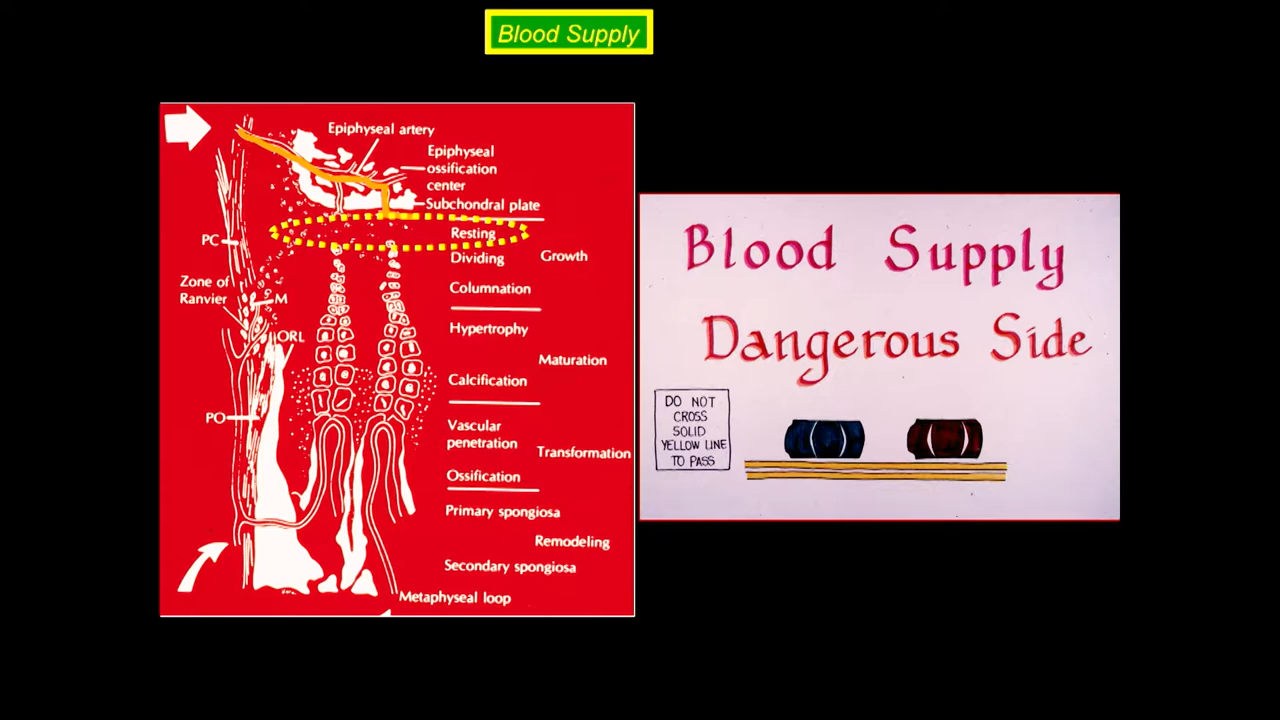 Blood Supply
Epiphyseal artery
Epiphyseal
ossification
center
Subchondral plate
Resting
PC
Dividing
Growth
Zone of
Ranvier
Columnation
M
Hypertrophy
ORL
Maturation
Calcification
PO
Vascular
penetration
Transformation
Ossification
Primary spongiosa
Remodeling
Secondary spongiosa
Metaphyseal loop
Blood Supply
Dangerous Side
DO NOT
CROSS
SOLID
YELLOW LINE
TO PASS